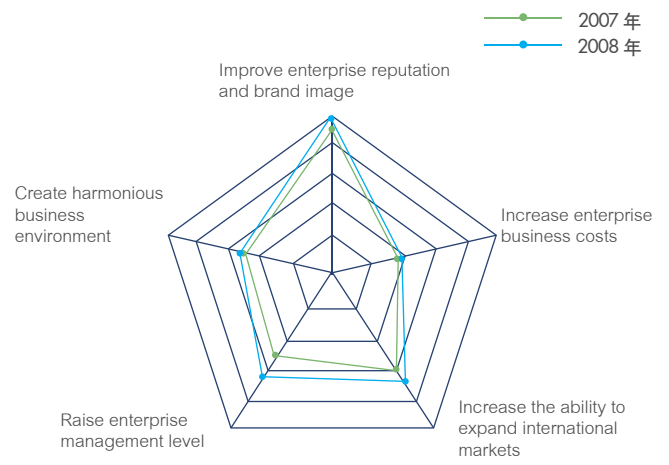 2007 年
2008 年
Improve enterprise reputation
and brand image
Create harmonious
business
environment
Increase enterprise
business costs
Raise enterprise
management level
Increase the ability to
expand international
markets